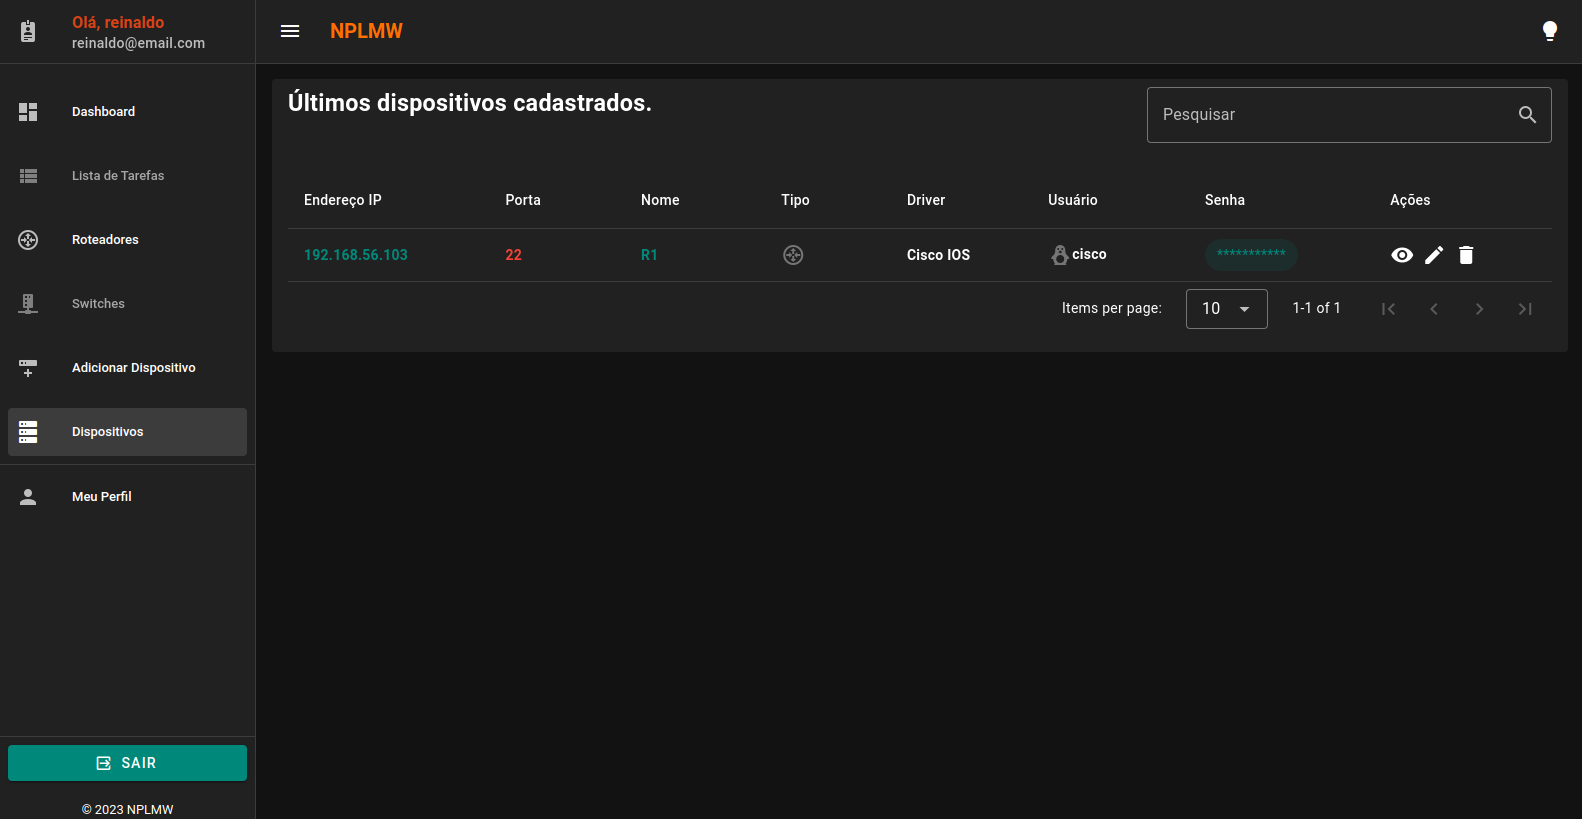 Olá, reinaldo
reinaldo@email.com
NPLMW
Dashboard
Lista de Tarefas
Roteadores
Switches
Adicionar Dispositivo
Dispositivos
Meu Perfil
SAIR
© 2023 NPLMW
Últimos dispositivos cadastrados.
Pesquisar
Endereço IP Porta Nome Tipo Driver Usuário Senha Ações
192.168.56.103 22 R1 Cisco IOS cisco ***********
Items per page: 10 1-1 of 1